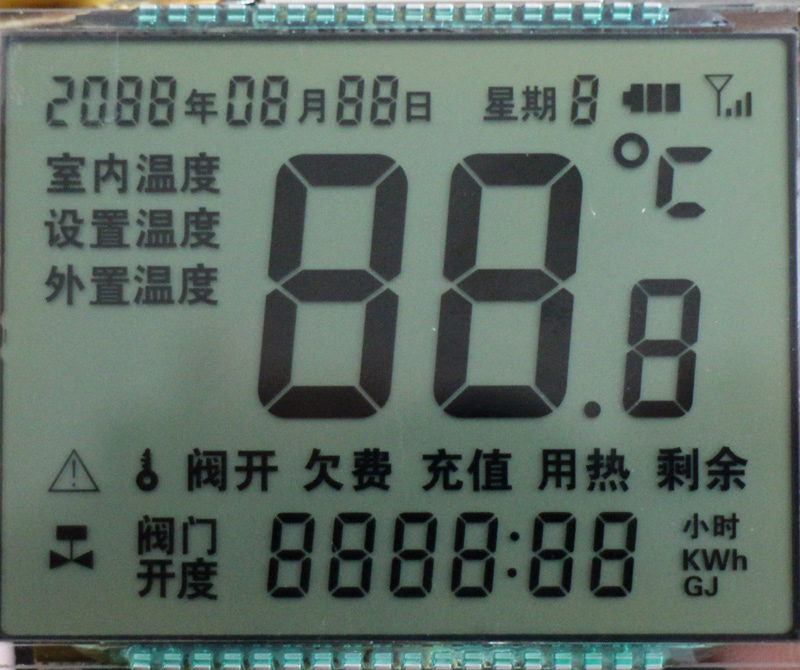 2088年08月88日 星期8
室内温度
设置温度
外置温度
88.8
℃
阀开 欠费 充值 用热 剩余
阀门
开度
8888:88
小时
KWh
GJ